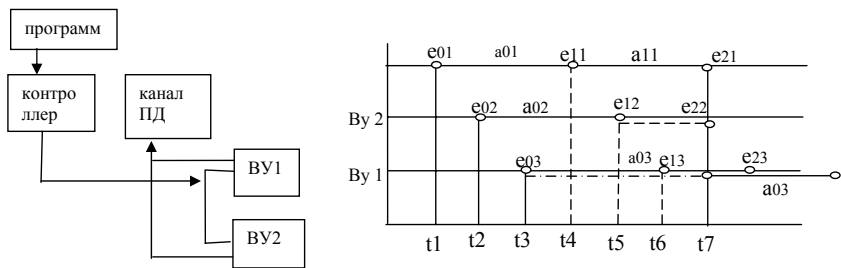 программ
контро
ллер
канал
ПД
ВУ1
ВУ2
e01 a01 e11 a11 e21
Ву 2 e02 a02 e12 e22
Ву 1 e03 a03 e13 e23
a03
t1 t2 t3 t4 t5 t6 t7